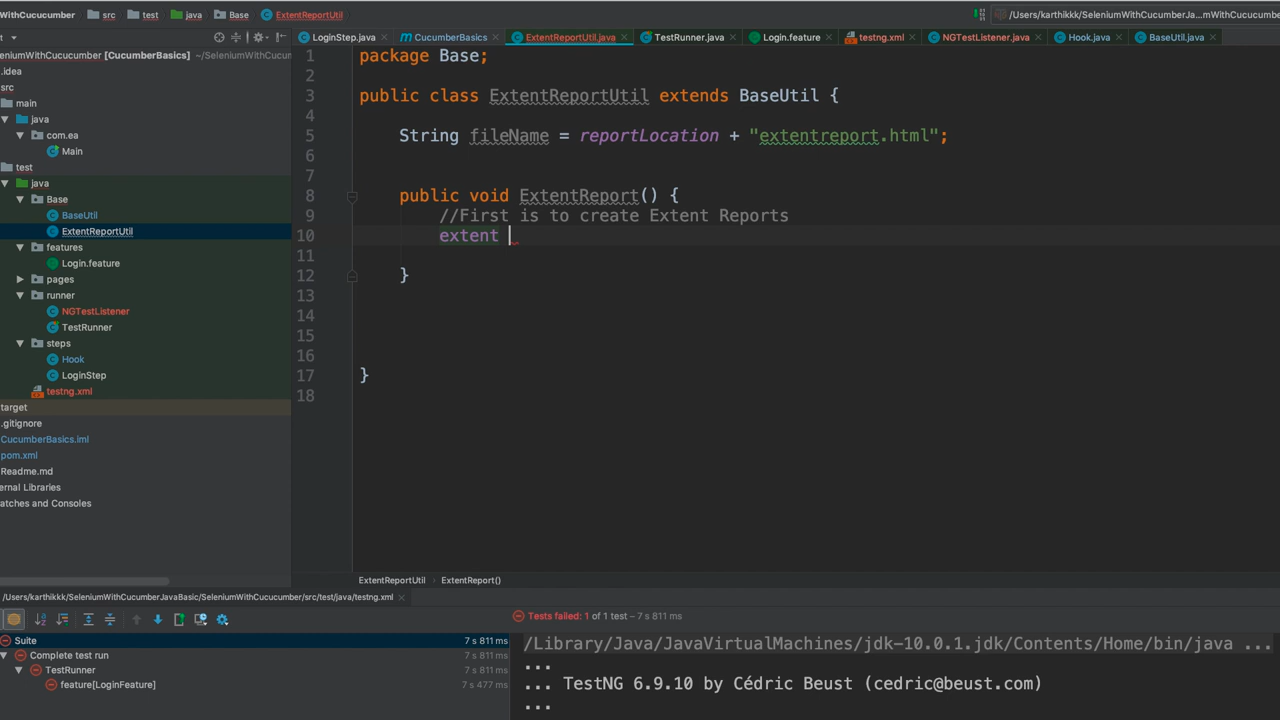 WithCucucumber src test java Base ExtentReportUtil /Users/karthikkk/SeleniumWithCucumberJa...mWithCucucumbe
LoginStep.java CucumberBasics ExtentReportUtil.java TestRunner.java Login.feature testng.xml NGTestListener.java Hook.java BaseUtil.java
eniumWithCucucumber [CucumberBasics] ~/SeleniumWithCu
.idea
src
main
java
com.ea
Main
test
java
Base
BaseUtil
ExtentReportUtil
features
Login.feature
pages
runner
NGTestListener
TestRunner
steps
Hook
LoginStep
testng.xml
target
.gitignore
CucumberBasics.iml
pom.xml
Readme.md
ernal Libraries
atches and Consoles
1 package Base;
2
3 public class ExtentReportUtil extends BaseUtil {
4
5 String fileName = reportLocation + "extentreport.html";
6
7
8 public void ExtentReport() {
9 //First is to create Extent Reports
10 extent
11
12 }
13
14
15
16
17 }
18
ExtentReportUtil ExtentReport()
/Users/karthikkk/SeleniumWithCucumberJavaBasic/SeleniumWithCucucumber/src/test/java/testng.xml
Tests failed: 1 of 1 test – 7 s 811 ms
Suite 7 s 811 ms
Complete test run 7 s 811 ms
TestRunner 7 s 811 ms
feature[LoginFeature] 7 s 477 ms
/Library/Java/JavaVirtualMachines/jdk-10.0.1.jdk/Contents/Home/bin/java ...
...
... TestNG 6.9.10 by Cédric Beust (cedric@beust.com)
...